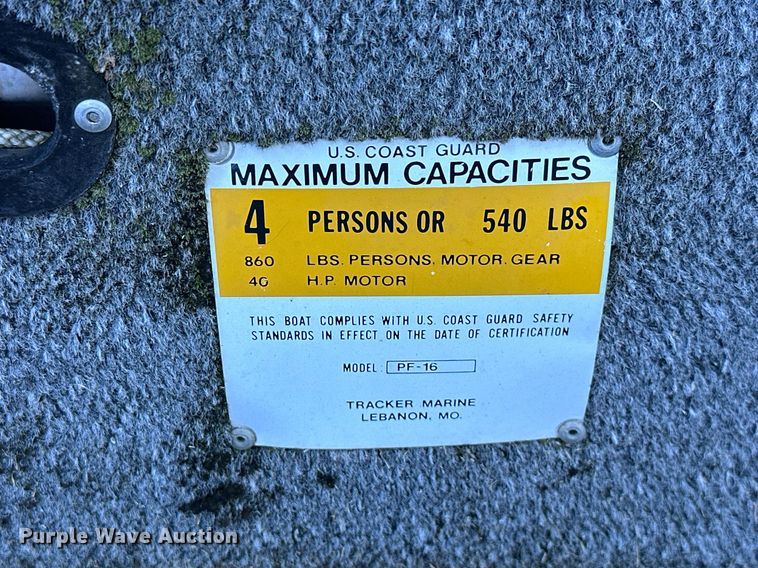 U.S. COAST GUARD
MAXIMUM CAPACITIES
4 PERSONS OR 540 LBS
860 LBS. PERSONS, MOTOR, GEAR
40 H.P. MOTOR
THIS BOAT COMPLIES WITH U.S. COAST GUARD SAFETY
STANDARDS IN EFFECT ON THE DATE OF CERTIFICATION
MODEL: PF-16
TRACKER MARINE
LEBANON, MO.
Purple Wave Auction